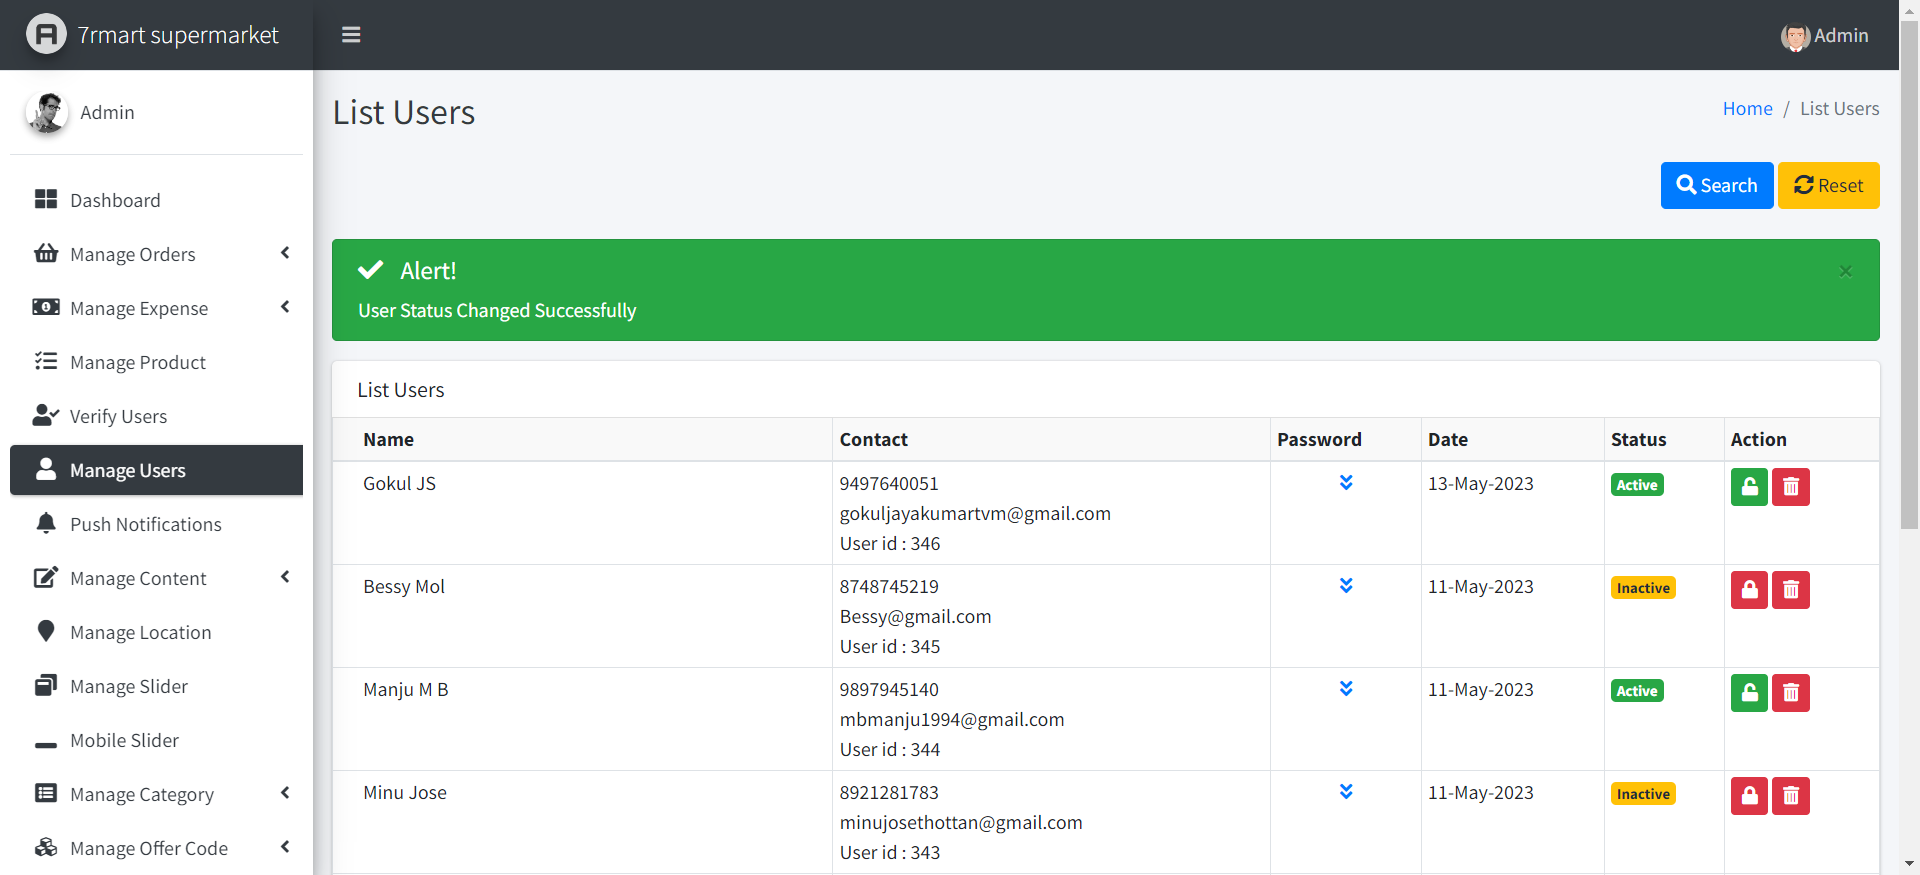 7rmart supermarket
Admin
Admin
Dashboard
Manage Orders
Manage Expense
Manage Product
Verify Users
Manage Users
Push Notifications
Manage Content
Manage Location
Manage Slider
Mobile Slider
Manage Category
Manage Offer Code
List Users
Home / List Users
Search
Reset
Alert!
×
User Status Changed Successfully
List Users
Name Contact Password Date Status Action
Gokul JS 9497640051 13-May-2023 Active
gokuljayakumartvm@gmail.com
User id : 346
Bessy Mol 8748745219 11-May-2023 Inactive
Bessy@gmail.com
User id : 345
Manju M B 9897945140 11-May-2023 Active
mbmanju1994@gmail.com
User id : 344
Minu Jose 8921281783 11-May-2023 Inactive
minujosethottan@gmail.com
User id : 343